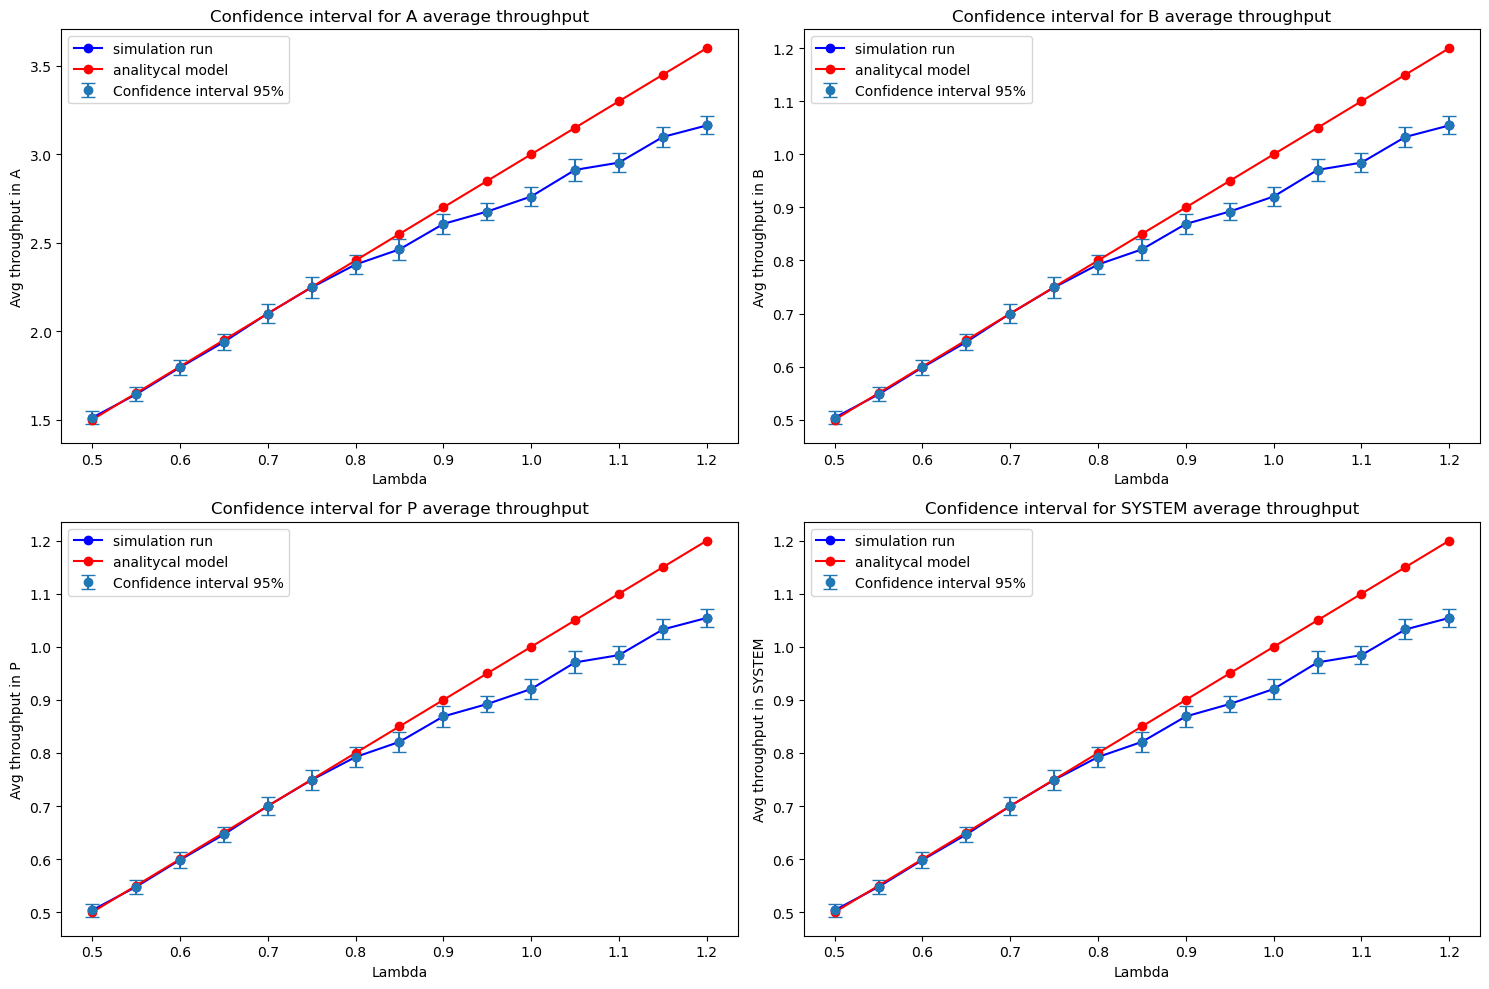 Confidence interval for A average throughput
simulation run
analitycal model
Confidence interval 95%
Avg throughput in A
3.5
3.0
2.5
2.0
1.5
0.5 0.6 0.7 0.8 0.9 1.0 1.1 1.2
Lambda
Confidence interval for B average throughput
simulation run
analitycal model
Confidence interval 95%
Avg throughput in B
1.2
1.1
1.0
0.9
0.8
0.7
0.6
0.5
0.5 0.6 0.7 0.8 0.9 1.0 1.1 1.2
Lambda
Confidence interval for P average throughput
simulation run
analitycal model
Confidence interval 95%
Avg throughput in P
1.2
1.1
1.0
0.9
0.8
0.7
0.6
0.5
0.5 0.6 0.7 0.8 0.9 1.0 1.1 1.2
Lambda
Confidence interval for SYSTEM average throughput
simulation run
analitycal model
Confidence interval 95%
Avg throughput in SYSTEM
1.2
1.1
1.0
0.9
0.8
0.7
0.6
0.5
0.5 0.6 0.7 0.8 0.9 1.0 1.1 1.2
Lambda